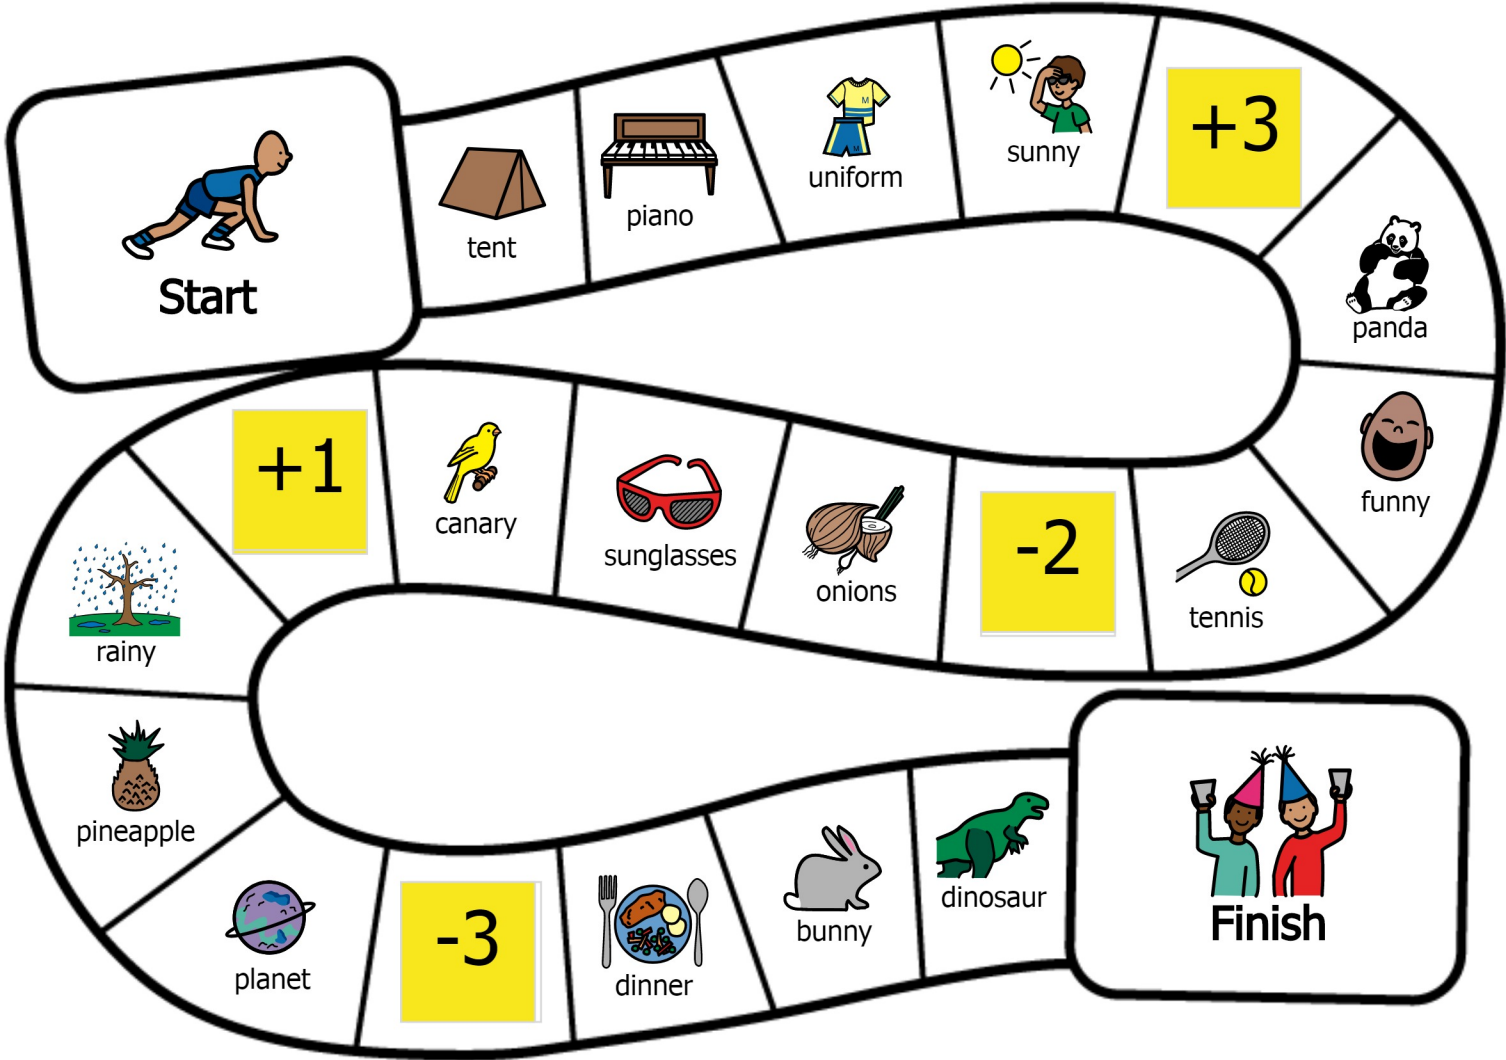 Start
tent
piano
uniform
M
M
sunny
+3
panda
funny
tennis
-2
onions
sunglasses
canary
+1
rainy
pineapple
planet
-3
dinner
bunny
dinosaur
Finish